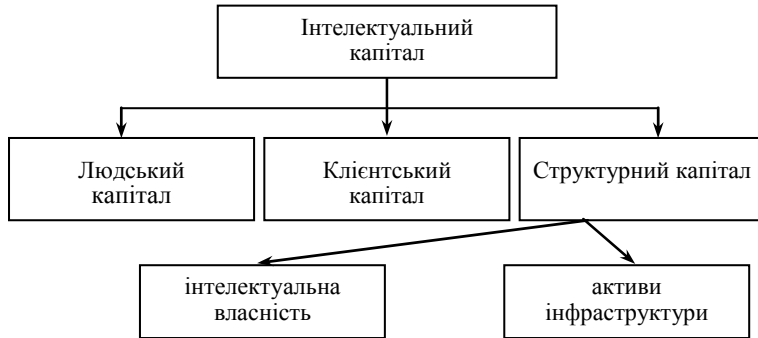 Інтелектуальний
капітал
Людський
капітал
Клієнтський
капітал
Структурний капітал
інтелектуальна
власність
активи
інфраструктури